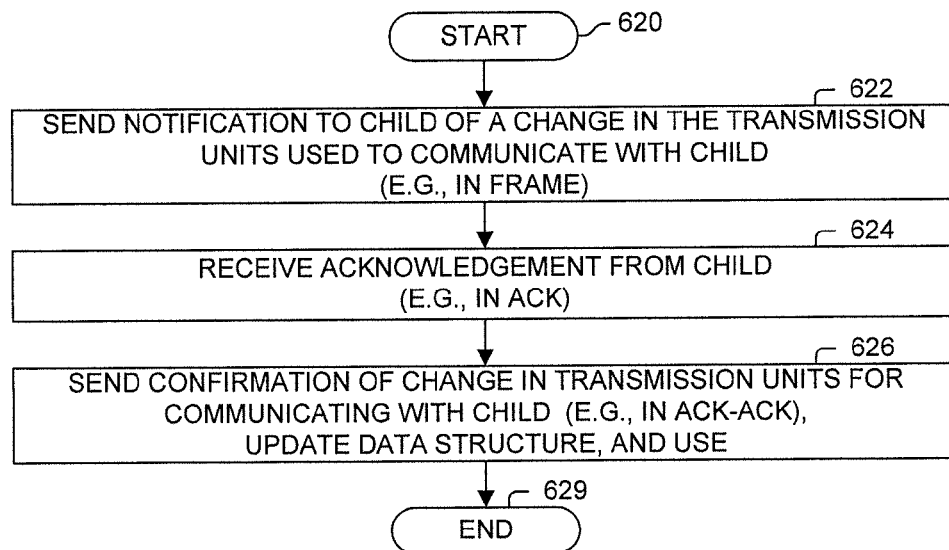 START
620
622
SEND NOTIFICATION TO CHILD OF A CHANGE IN THE TRANSMISSION
UNITS USED TO COMMUNICATE WITH CHILD
(E.G., IN FRAME)
624
RECEIVE ACKNOWLEDGEMENT FROM CHILD
(E.G., IN ACK)
626
SEND CONFIRMATION OF CHANGE IN TRANSMISSION UNITS FOR
COMMUNICATING WITH CHILD (E.G., IN ACK-ACK),
UPDATE DATA STRUCTURE, AND USE
629
END